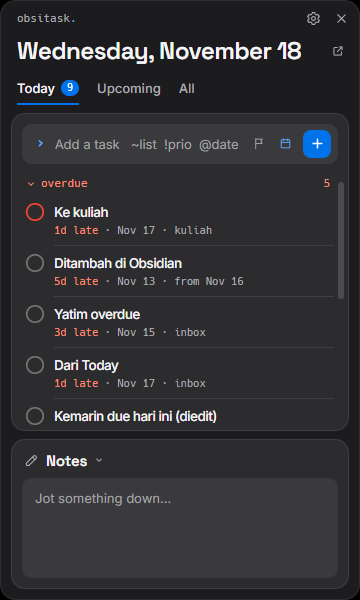 obsitask.
Wednesday, November 18
Today 9 Upcoming All
Add a task ~list !prio @date
overdue 5
Ke kuliah
1d late · Nov 17 · kuliah
Ditambah di Obsidian
5d late · Nov 13 · from Nov 16
Yatim overdue
3d late · Nov 15 · inbox
Dari Today
1d late · Nov 17 · inbox
Kemarin due hari ini (diedit)
Notes
Jot something down...